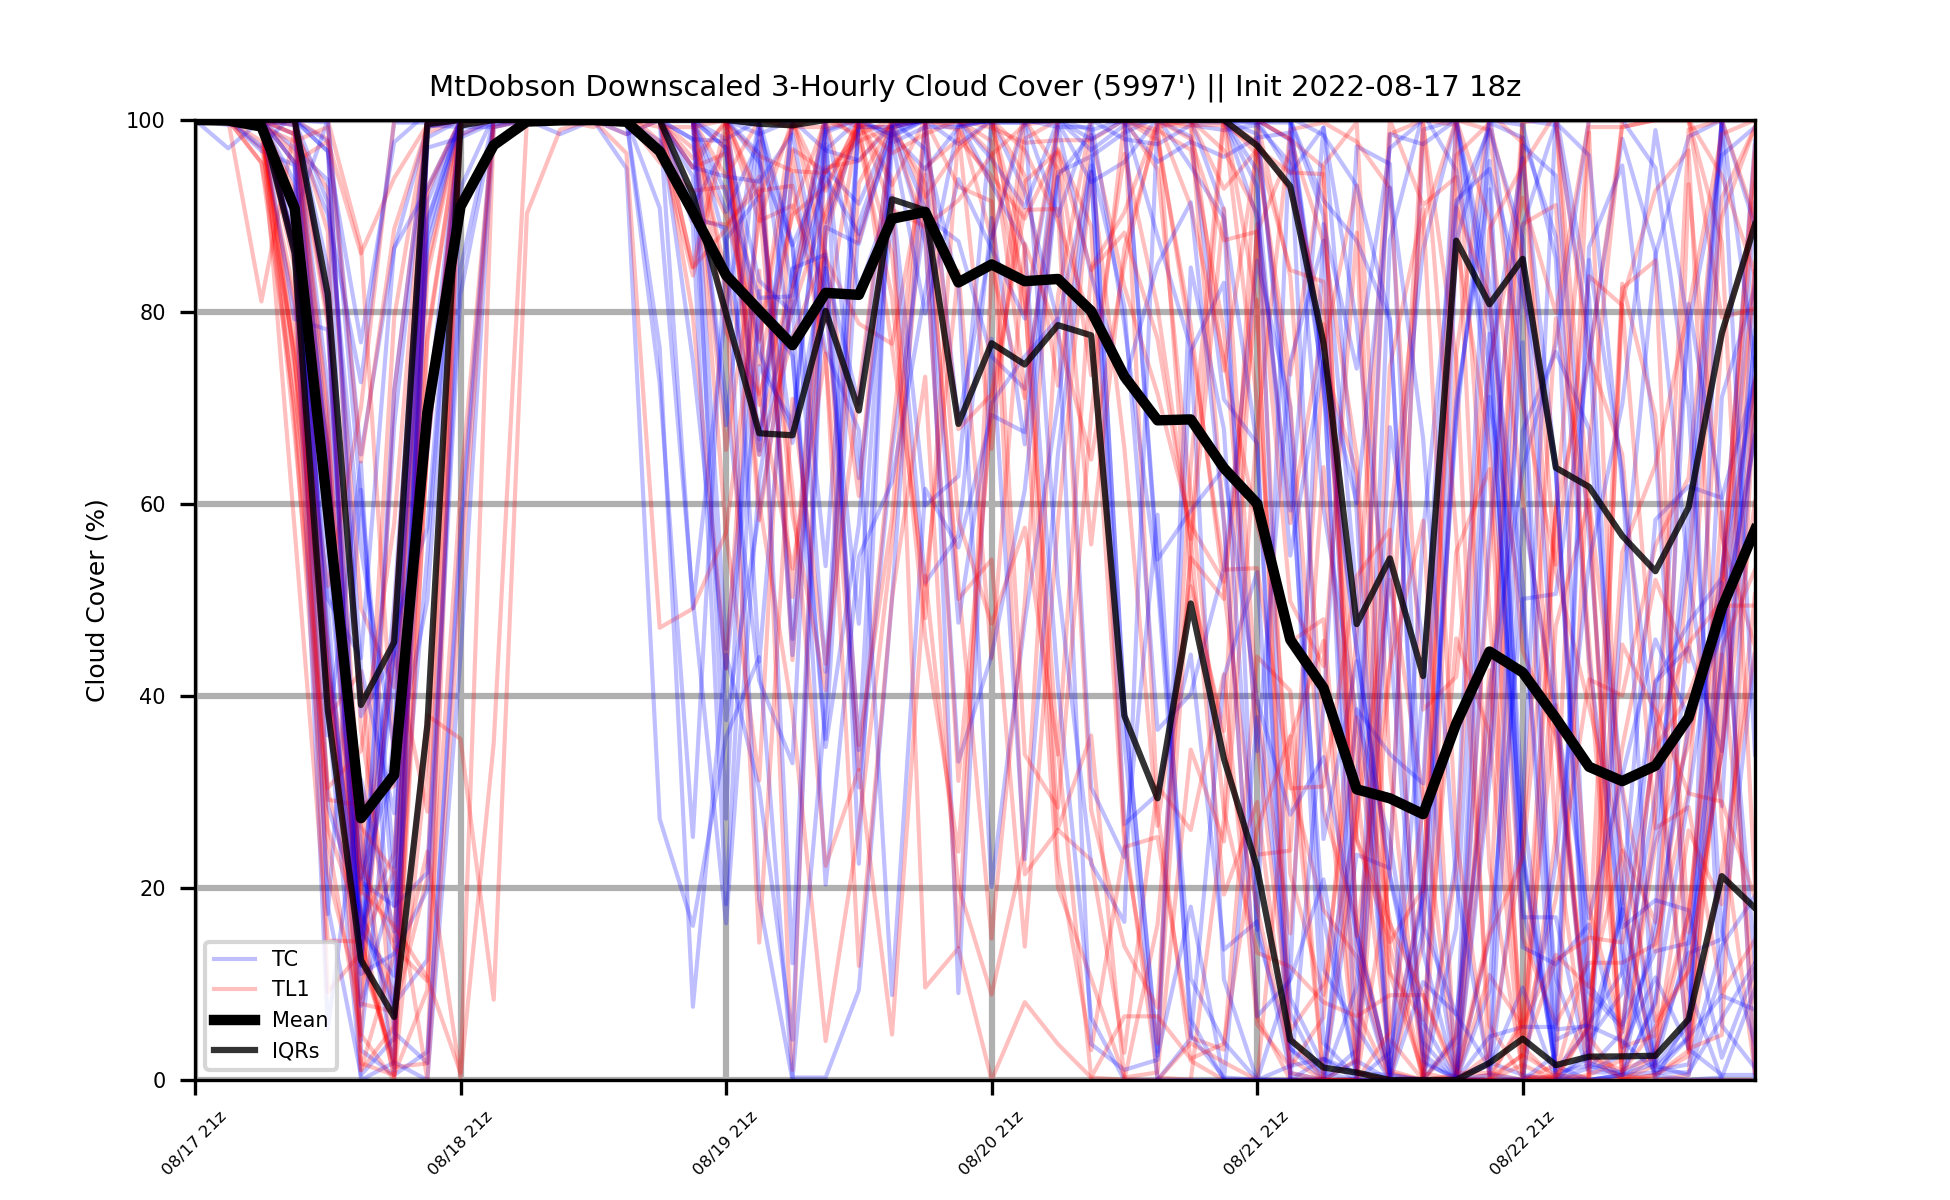 MtDobson Downscaled 3-Hourly Cloud Cover (5997') || Init 2022-08-17 18z
Cloud Cover (%)
100
80
60
40
20
0
TC
TL1
Mean
IQRs
08/17 21z
08/18 21z
08/19 21z
08/20 21z
08/21 21z
08/22 21z